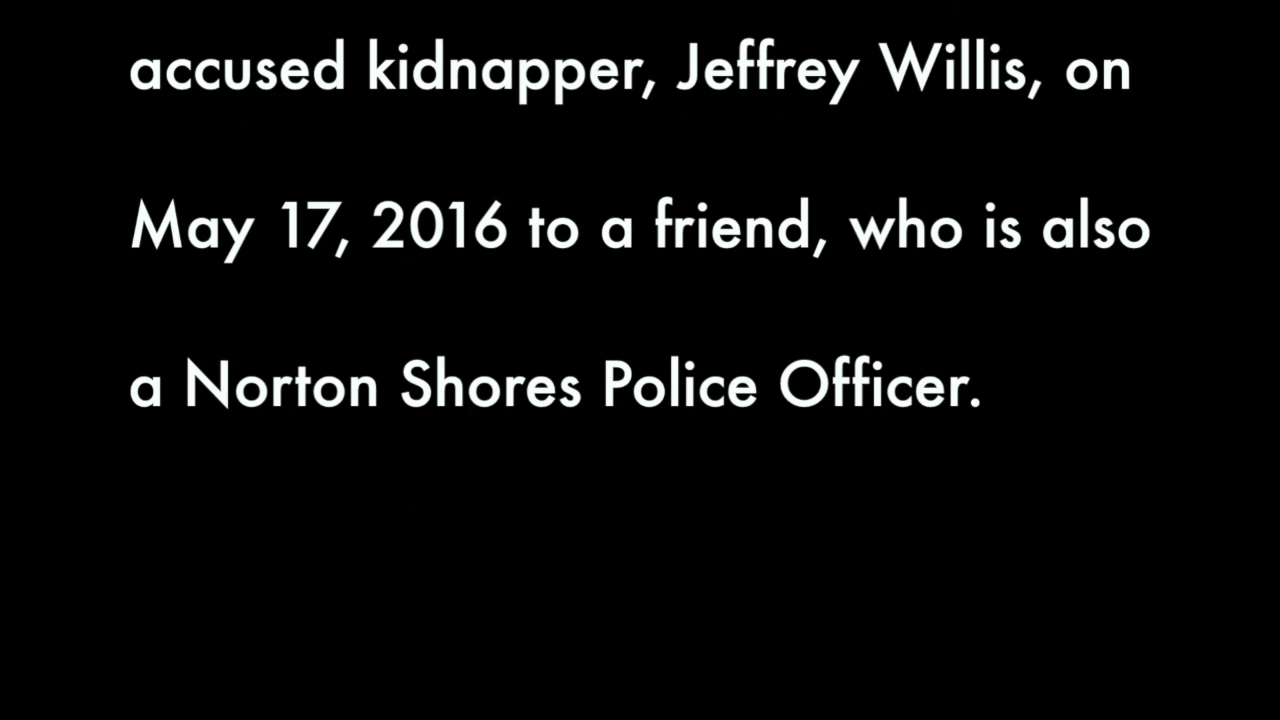 accused kidnapper, Jeffrey Willis, on
May 17, 2016 to a friend, who is also
a Norton Shores Police Officer.